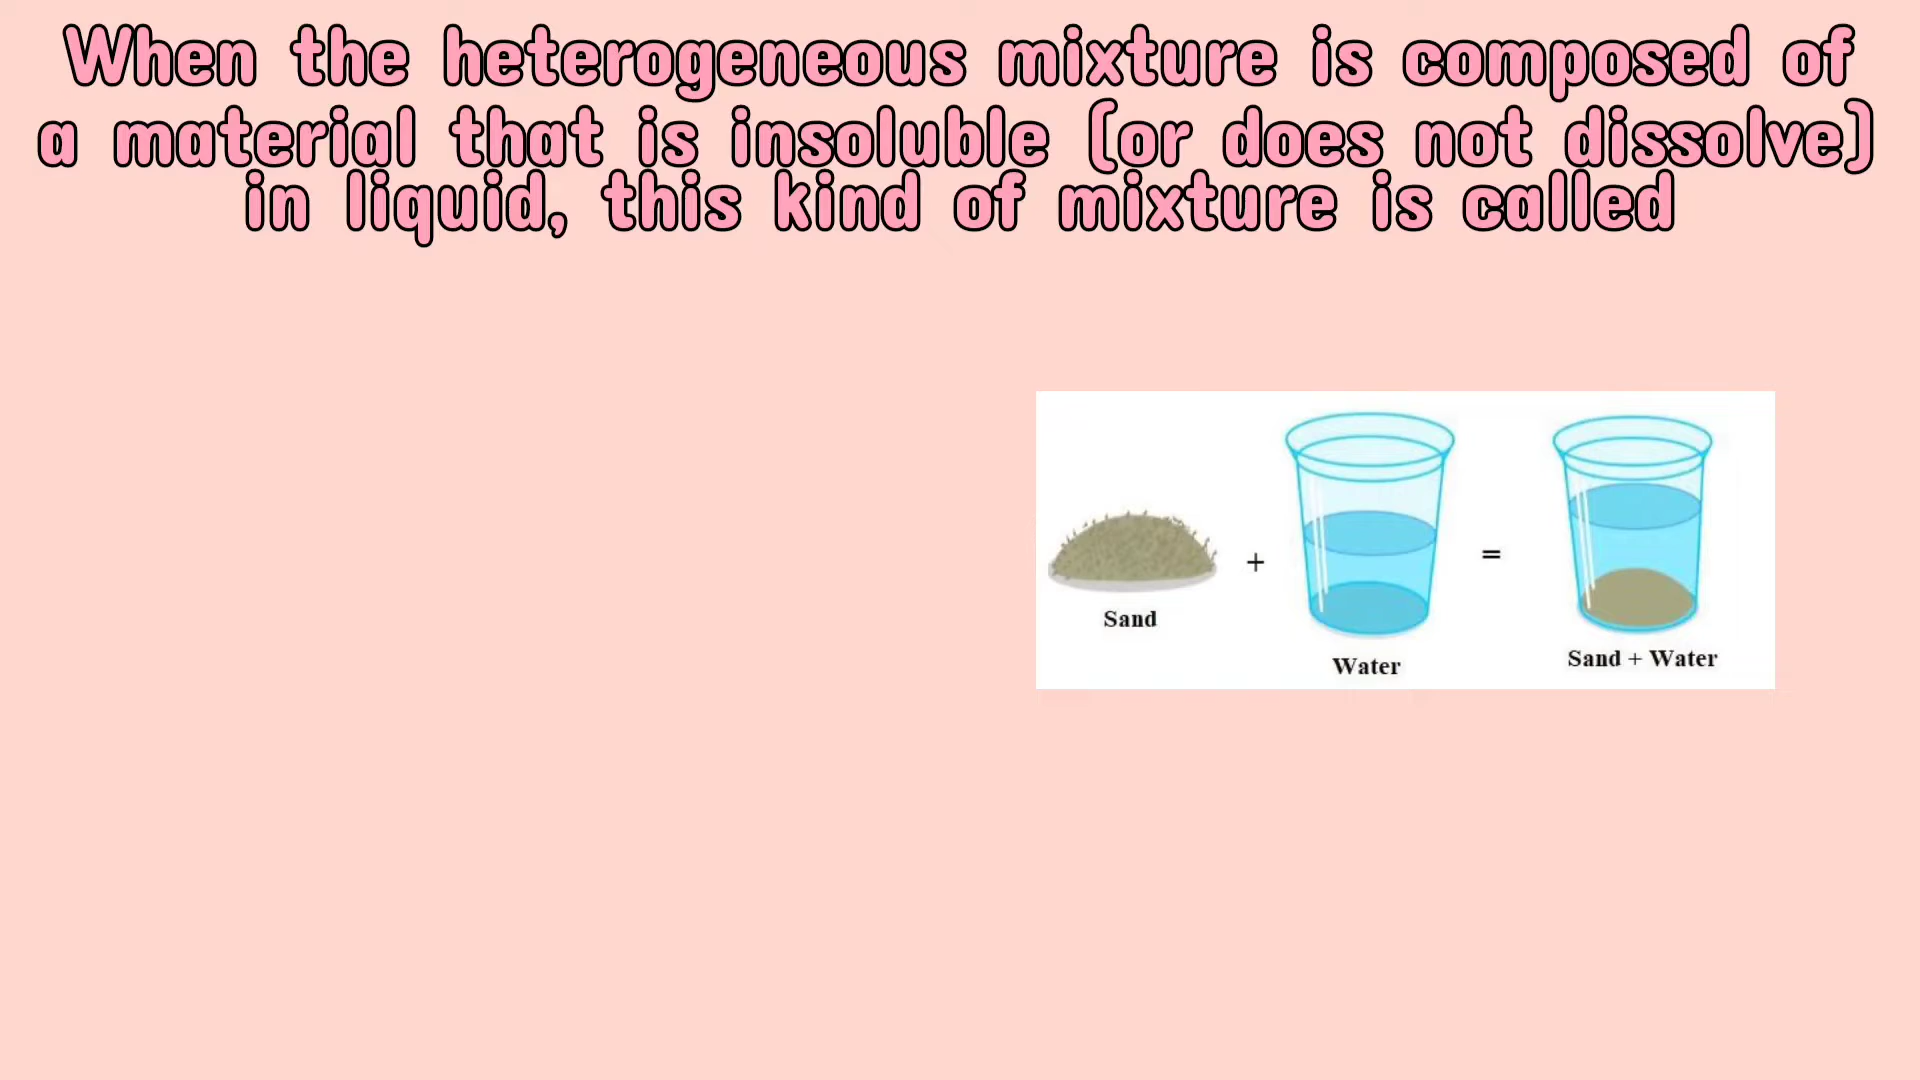 When the heterogeneous mixture is composed of
a material that is insoluble (or does not dissolve)
in liquid, this kind of mixture is called
+
=
Sand
Water
Sand + Water